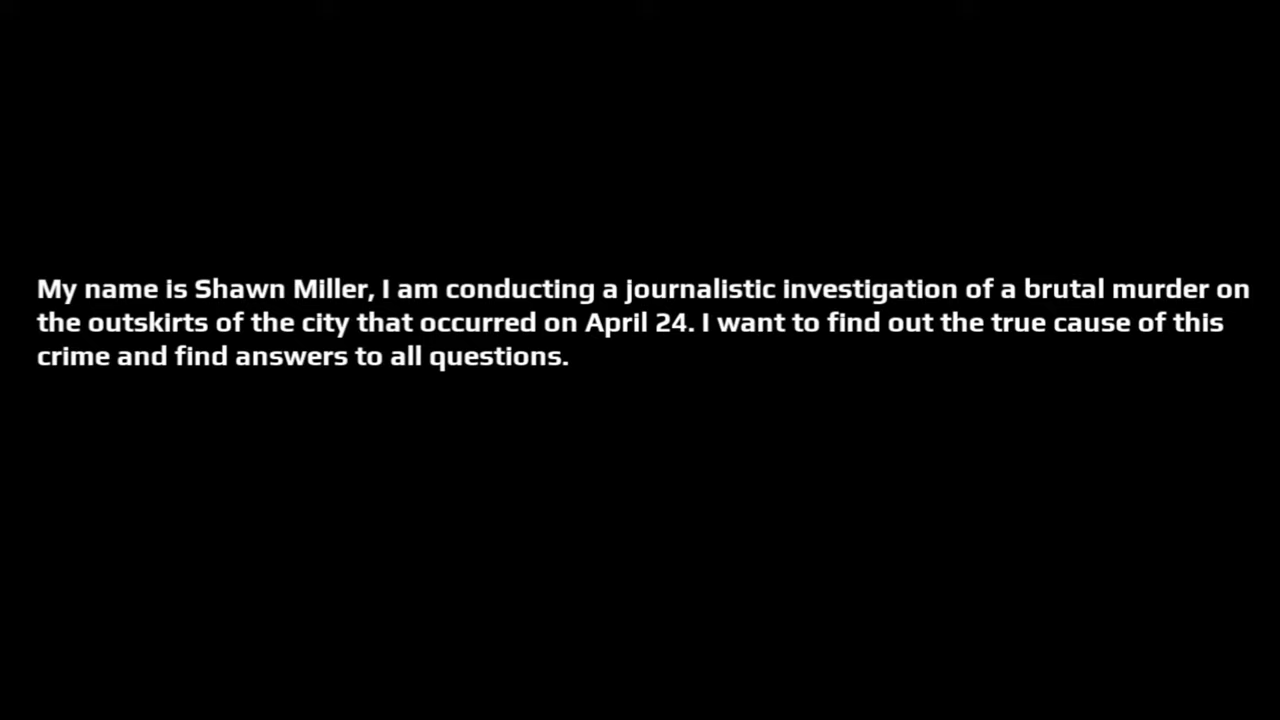 My name is Shawn Miller, I am conducting a journalistic investigation of a brutal murder on
the outskirts of the city that occurred on April 24. I want to find out the true cause of this
crime and find answers to all questions.